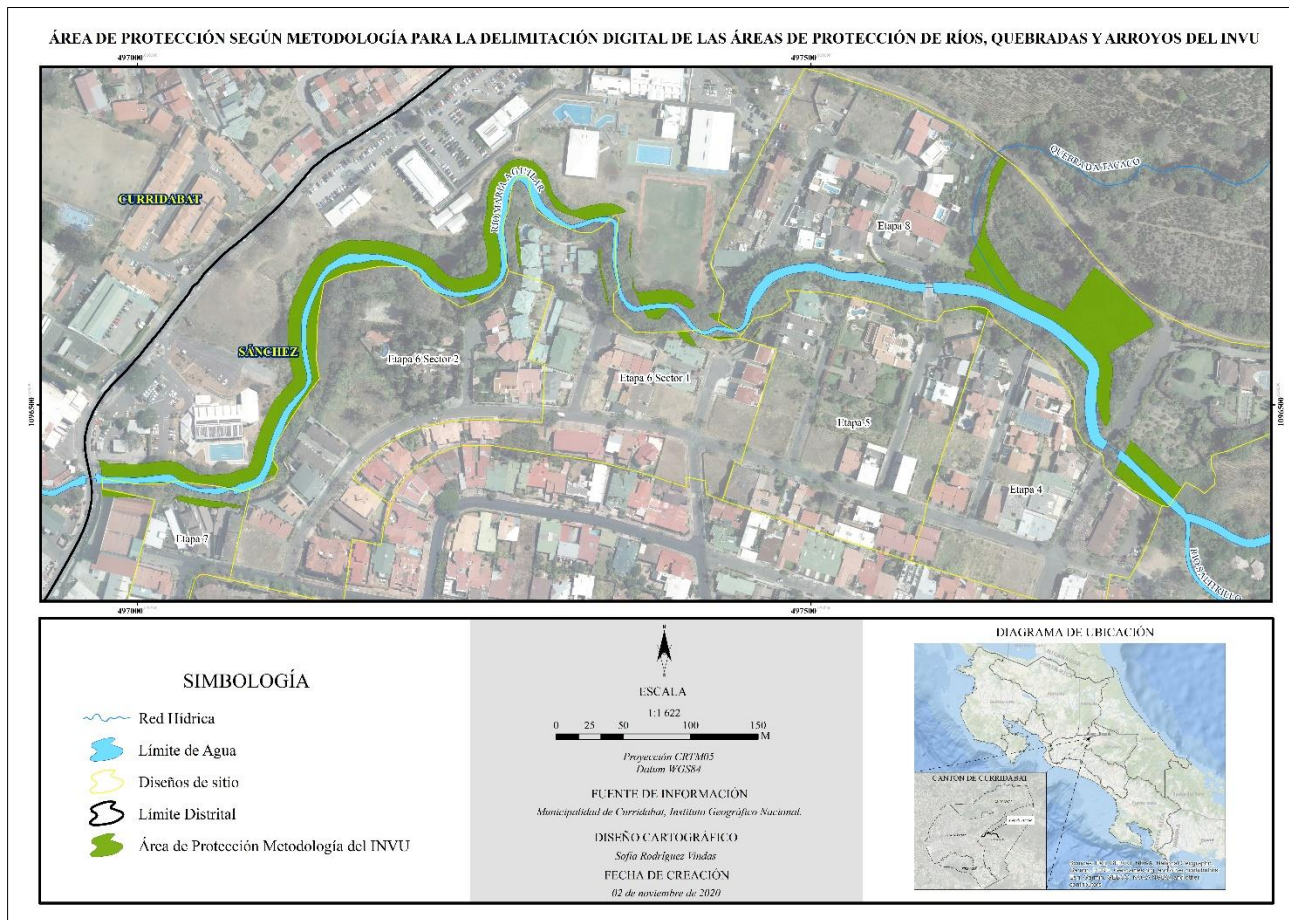 ÁREA DE PROTECCIÓN SEGÚN METODOLOGÍA PARA LA DELIMITACIÓN DIGITAL DE LAS ÁREAS DE PROTECCIÓN DE RÍOS, QUEBRADAS Y ARROYOS DEL INVU
497000
497500
QUEBRADA TACACO
CURRIDABAT
RIO MARIA AGUILAR
Etapa 8
SÁNCHEZ
Etapa 6 Sector 2
Etapa 6 Sector 1
1096500
1096500
Etapa 5
Etapa 4
Etapa 7
497000
497500
SIMBOLOGÍA
Red Hídrica
Límite de Agua
Diseños de sitio
Límite Distrital
Área de Protección Metodología del INVU
N
ESCALA
1:1 622
0 25 50 100 150
M
Proyección CRTM05
Datum WGS84
FUENTE DE INFORMACIÓN
Municipalidad de Curridabat, Instituto Geográfico Nacional.
DISEÑO CARTOGRÁFICO
Sofía Rodríguez Vindas
FECHA DE CREACIÓN
02 de noviembre de 2020
DIAGRAMA DE UBICACIÓN
CANTÓN DE CURRIDABAT